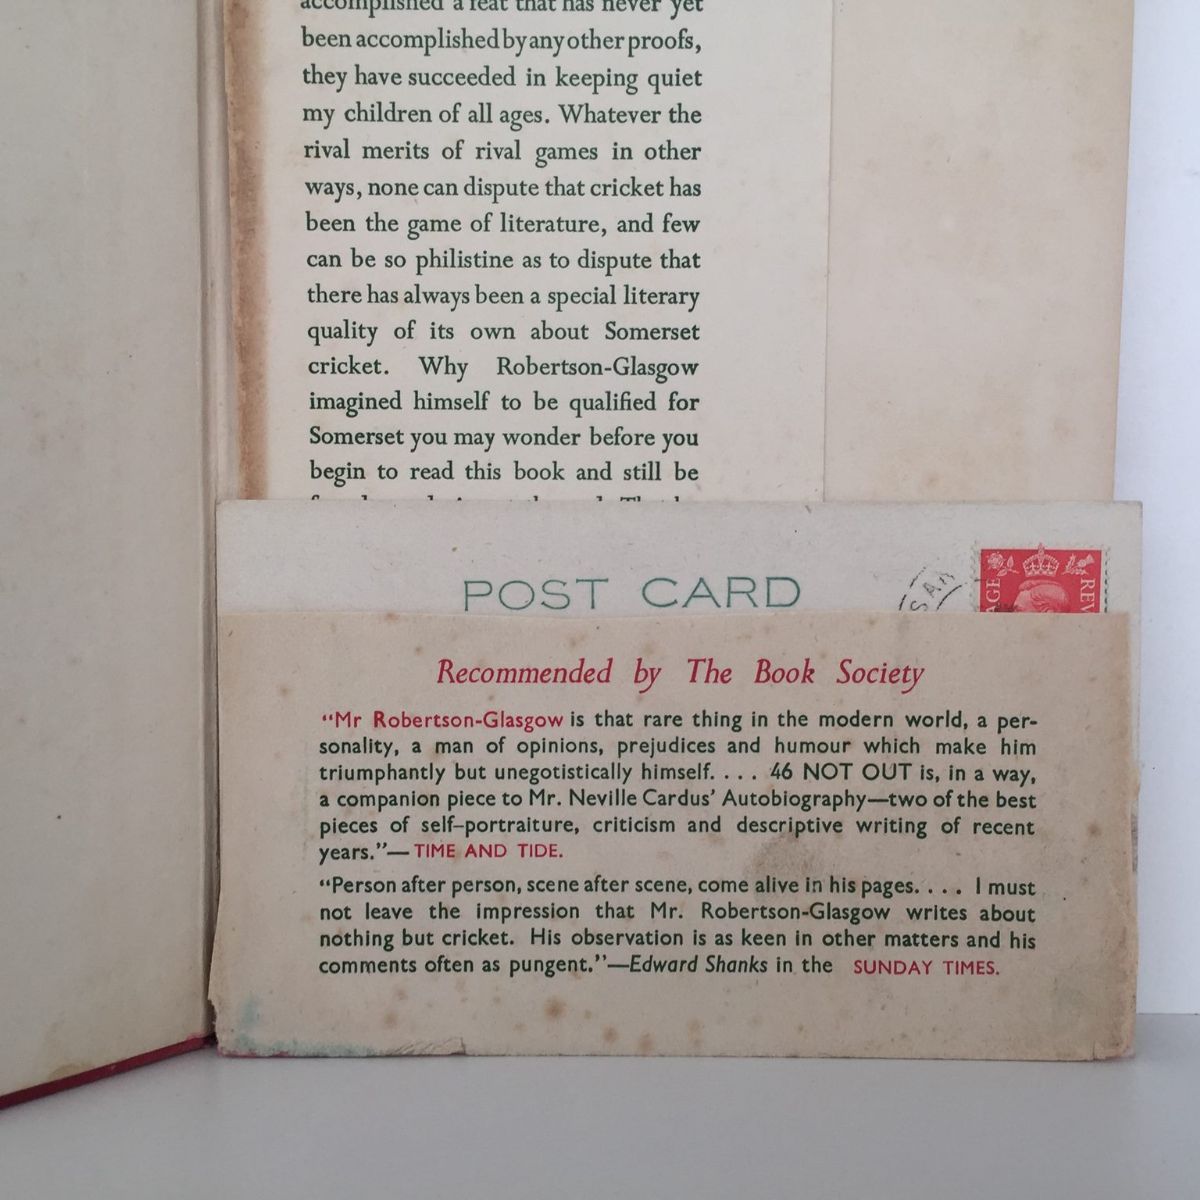 accomplished a feat that has never yet
been accomplished by any other proofs,
they have succeeded in keeping quiet
my children of all ages. Whatever the
rival merits of rival games in other
ways, none can dispute that cricket has
been the game of literature, and few
can be so philistine as to dispute that
there has always been a special literary
quality of its own about Somerset
cricket. Why Robertson-Glasgow
imagined himself to be qualified for
Somerset you may wonder before you
begin to read this book and still be
POST CARD
AGE
REV
Recommended by The Book Society
“Mr Robertson-Glasgow is that rare thing in the modern world, a per-
sonality, a man of opinions, prejudices and humour which make him
triumphantly but unegotistically himself. . . . 46 NOT OUT is, in a way,
a companion piece to Mr. Neville Cardus’ Autobiography—two of the best
pieces of self-portraiture, criticism and descriptive writing of recent
years.”—TIME AND TIDE.
“Person after person, scene after scene, come alive in his pages. . . . I must
not leave the impression that Mr. Robertson-Glasgow writes about
nothing but cricket. His observation is as keen in other matters and his
comments often as pungent.”—Edward Shanks in the SUNDAY TIMES.